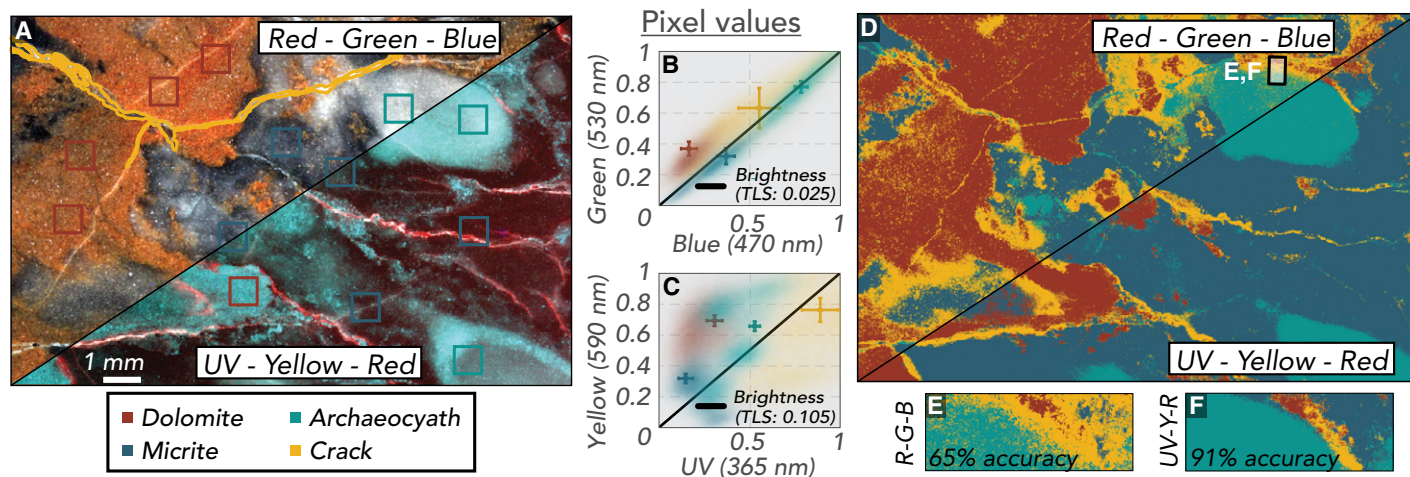 A
Red - Green - Blue
UV - Yellow - Red
1 mm
Dolomite
Archaeocyath
Micrite
Crack
Pixel values
B
1
0.8
0.6
0.4
0.2
0
0.5
1
Green (530 nm)
Blue (470 nm)
Brightness
(TLS: 0.025)
C
1
0.8
0.6
0.4
0.2
0
0.5
1
Yellow (590 nm)
UV (365 nm)
Brightness
(TLS: 0.105)
D
Red - Green - Blue
E,F
UV - Yellow - Red
R-G-B
E
65% accuracy
UV-Y-R
F
91% accuracy